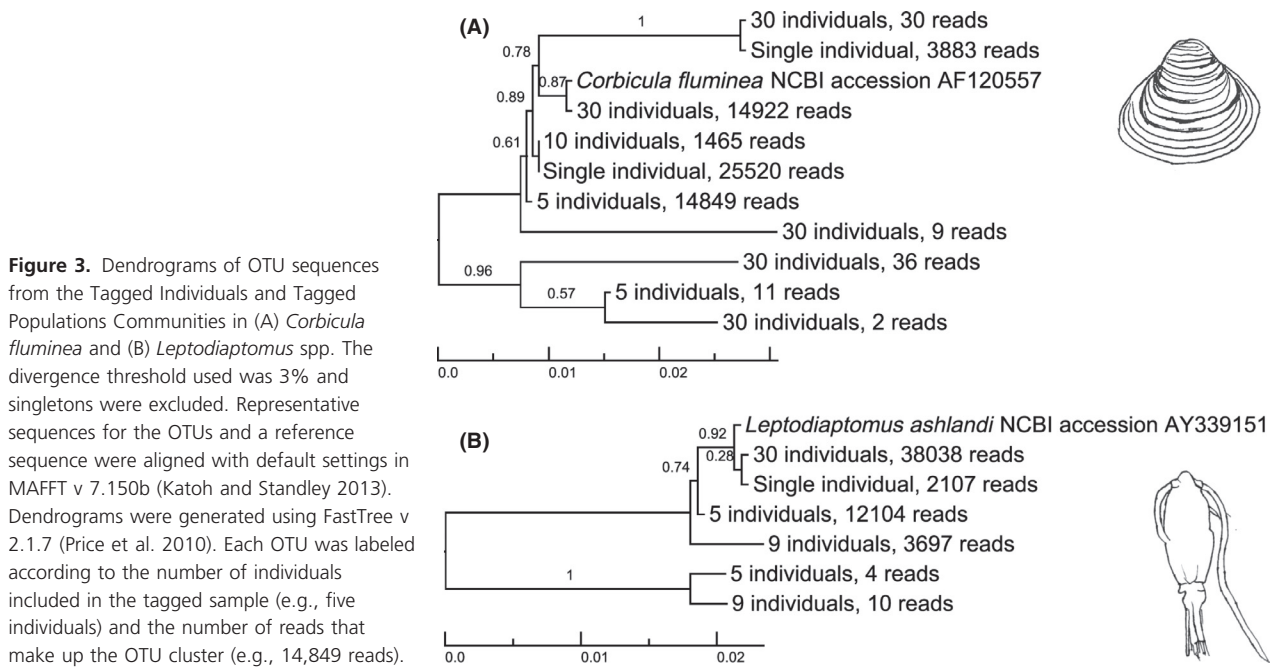 Figure 3. Dendrograms of OTU sequences
from the Tagged Individuals and Tagged
Populations Communities in (A) Corbicula
fluminea and (B) Leptodiaptomus spp. The
divergence threshold used was 3% and
singletons were excluded. Representative
sequences for the OTUs and a reference
sequence were aligned with default settings in
MAFFT v 7.150b (Katoh and Standley 2013).
Dendrograms were generated using FastTree v
2.1.7 (Price et al. 2010). Each OTU was labeled
according to the number of individuals
included in the tagged sample (e.g., five
individuals) and the number of reads that
make up the OTU cluster (e.g., 14,849 reads).
(A)
1
30 individuals, 30 reads
Single individual, 3883 reads
0.78
0.87
Corbicula fluminea NCBI accession AF120557
30 individuals, 14922 reads
0.89
10 individuals, 1465 reads
0.61
Single individual, 25520 reads
5 individuals, 14849 reads
30 individuals, 9 reads
0.96
30 individuals, 36 reads
0.57
5 individuals, 11 reads
30 individuals, 2 reads
0.0 0.01 0.02
(B)
Leptodiaptomus ashlandi NCBI accession AY339151
0.92
0.28
30 individuals, 38038 reads
0.74
Single individual, 2107 reads
5 individuals, 12104 reads
9 individuals, 3697 reads
1
5 individuals, 4 reads
9 individuals, 10 reads
0.0 0.01 0.02